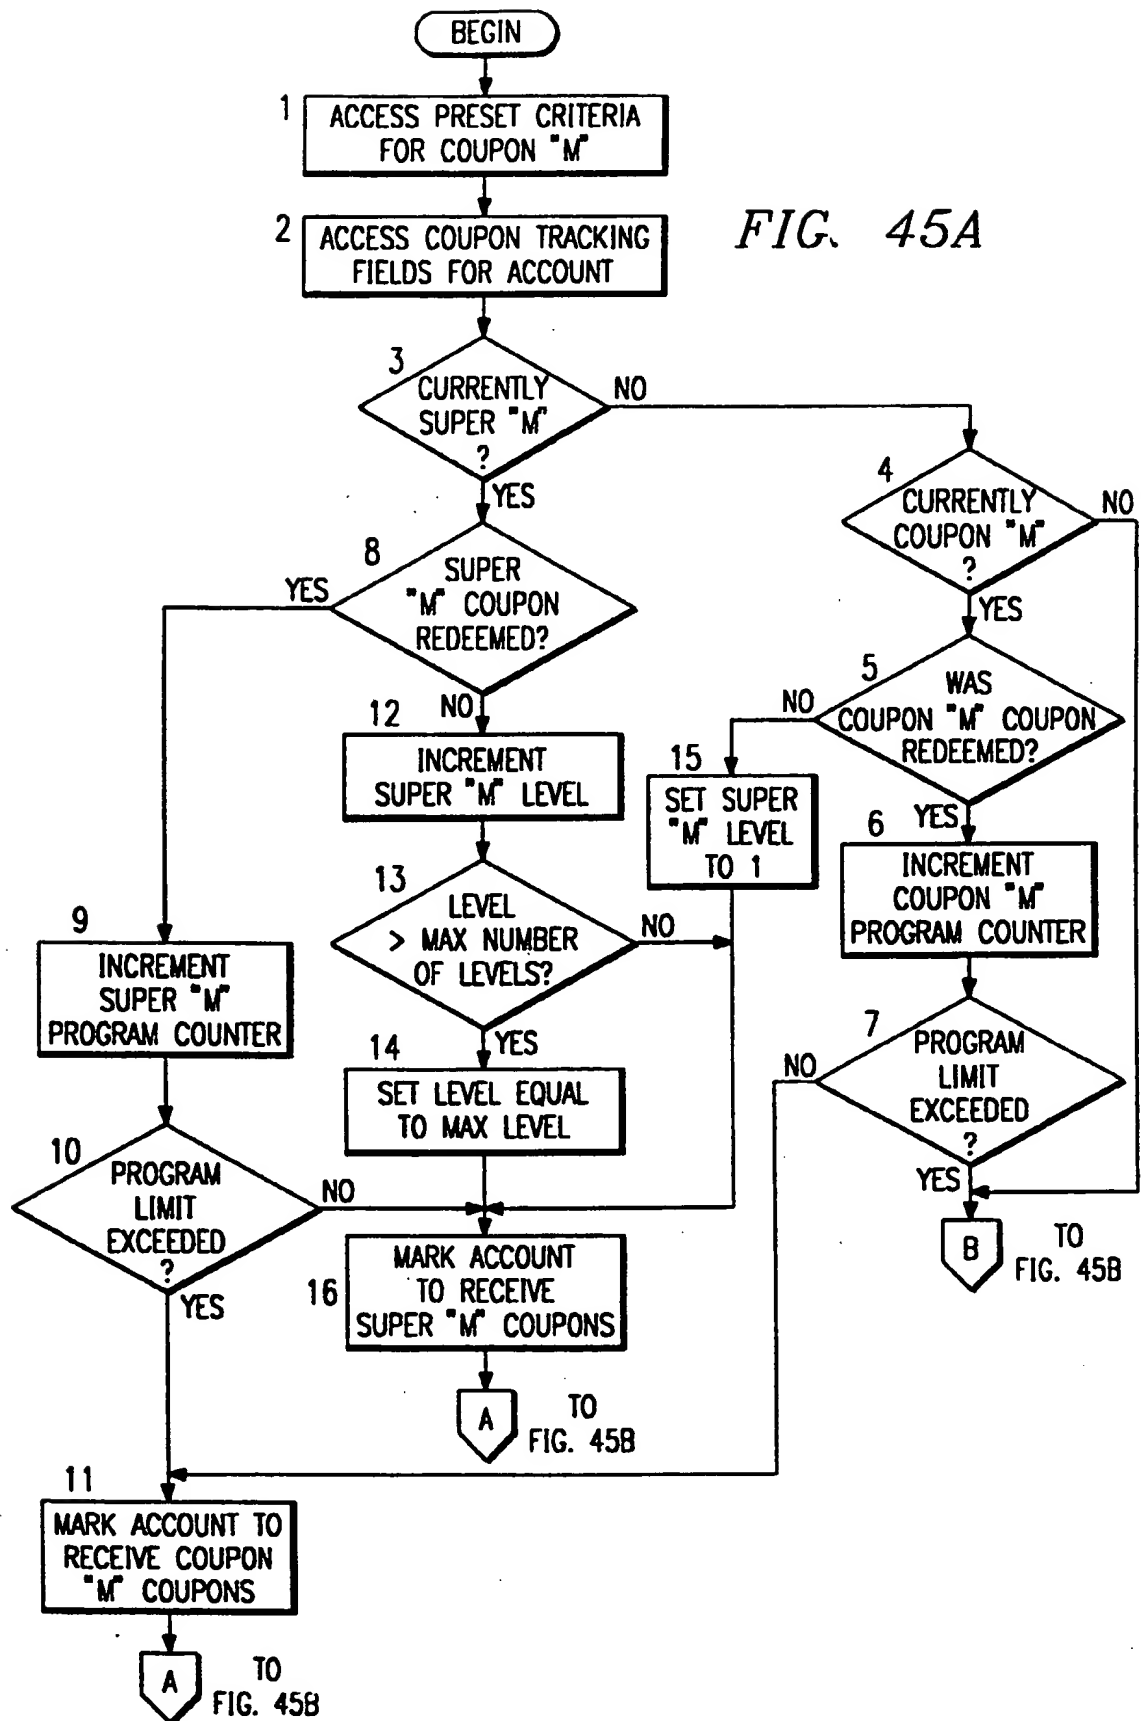 BEGIN
1
ACCESS PRESET CRITERIA
FOR COUPON "M"
2
ACCESS COUPON TRACKING
FIELDS FOR ACCOUNT
FIG. 45A
3
CURRENTLY
SUPER "M"
?
NO
YES
4
CURRENTLY
COUPON "M"
?
NO
YES
8
SUPER
"M" COUPON
REDEEMED?
YES
NO
5
WAS
COUPON "M" COUPON
REDEEMED?
NO
YES
12
INCREMENT
SUPER "M" LEVEL
15
SET SUPER
"M" LEVEL
TO 1
6
INCREMENT
COUPON "M"
PROGRAM COUNTER
13
LEVEL
> MAX NUMBER
OF LEVELS?
NO
YES
9
INCREMENT
SUPER "M"
PROGRAM COUNTER
7
PROGRAM
LIMIT
EXCEEDED
?
NO
YES
14
SET LEVEL EQUAL
TO MAX LEVEL
10
PROGRAM
LIMIT
EXCEEDED
?
NO
YES
B
TO
FIG. 45B
16
MARK ACCOUNT
TO RECEIVE
SUPER "M" COUPONS
A
TO
FIG. 45B
11
MARK ACCOUNT TO
RECEIVE COUPON
"M" COUPONS
A
TO
FIG. 45B